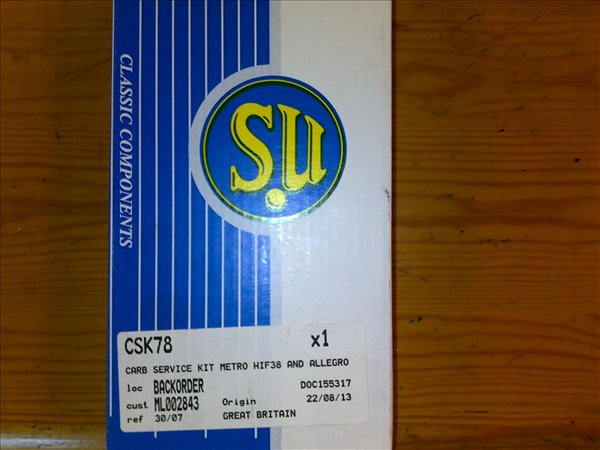 CLASSIC COMPONENTS
S.U
CSK78 x1
CARB SERVICE KIT METRO HIF38 AND ALLEGRO
loc BACKORDER DOC155317
cust ML002843 Origin 22/08/13
ref 30/07 GREAT BRITAIN